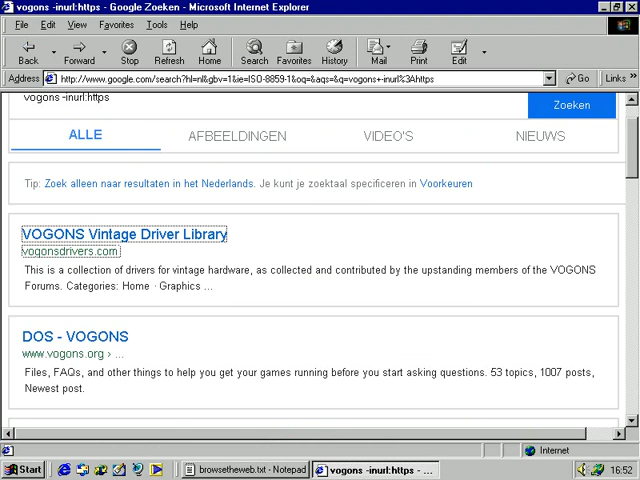 vogons -inurl:https - Google Zoeken - Microsoft Internet Explorer
File Edit View Favorites Tools Help
Back Forward Stop Refresh Home Search Favorites History Mail Print Edit
Address http://www.google.com/search?hl=nl&gbv=1&ie=ISO-8859-1&oq=&aqs=&q=vogons+-inurl%3Ahttps Go Links »
vogons -inurl:https Zoeken
ALLE AFBEELDINGEN VIDEO'S NIEUWS
Tip: Zoek alleen naar resultaten in het Nederlands. Je kunt je zoektaal specificeren in Voorkeuren
VOGONS Vintage Driver Library
vogonsdrivers.com
This is a collection of drivers for vintage hardware, as collected and contributed by the upstanding members of the VOGONS
Forums. Categories: Home · Graphics ...
DOS - VOGONS
www.vogons.org › ...
Files, FAQs, and other things to help you get your games running before you start asking questions. 53 topics, 1007 posts,
Newest post.
Internet
Start browsetheweb.txt - Notepad vogons -inurl:https - ... 16:52